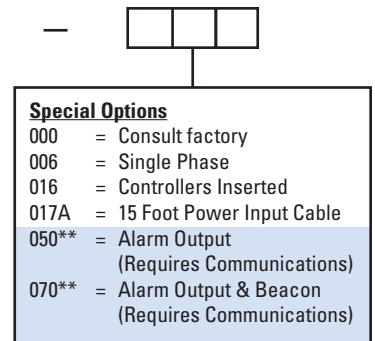 —
Special Options
000 = Consult factory
006 = Single Phase
016 = Controllers Inserted
017A = 15 Foot Power Input Cable
050** = Alarm Output
(Requires Communications)
070** = Alarm Output & Beacon
(Requires Communications)